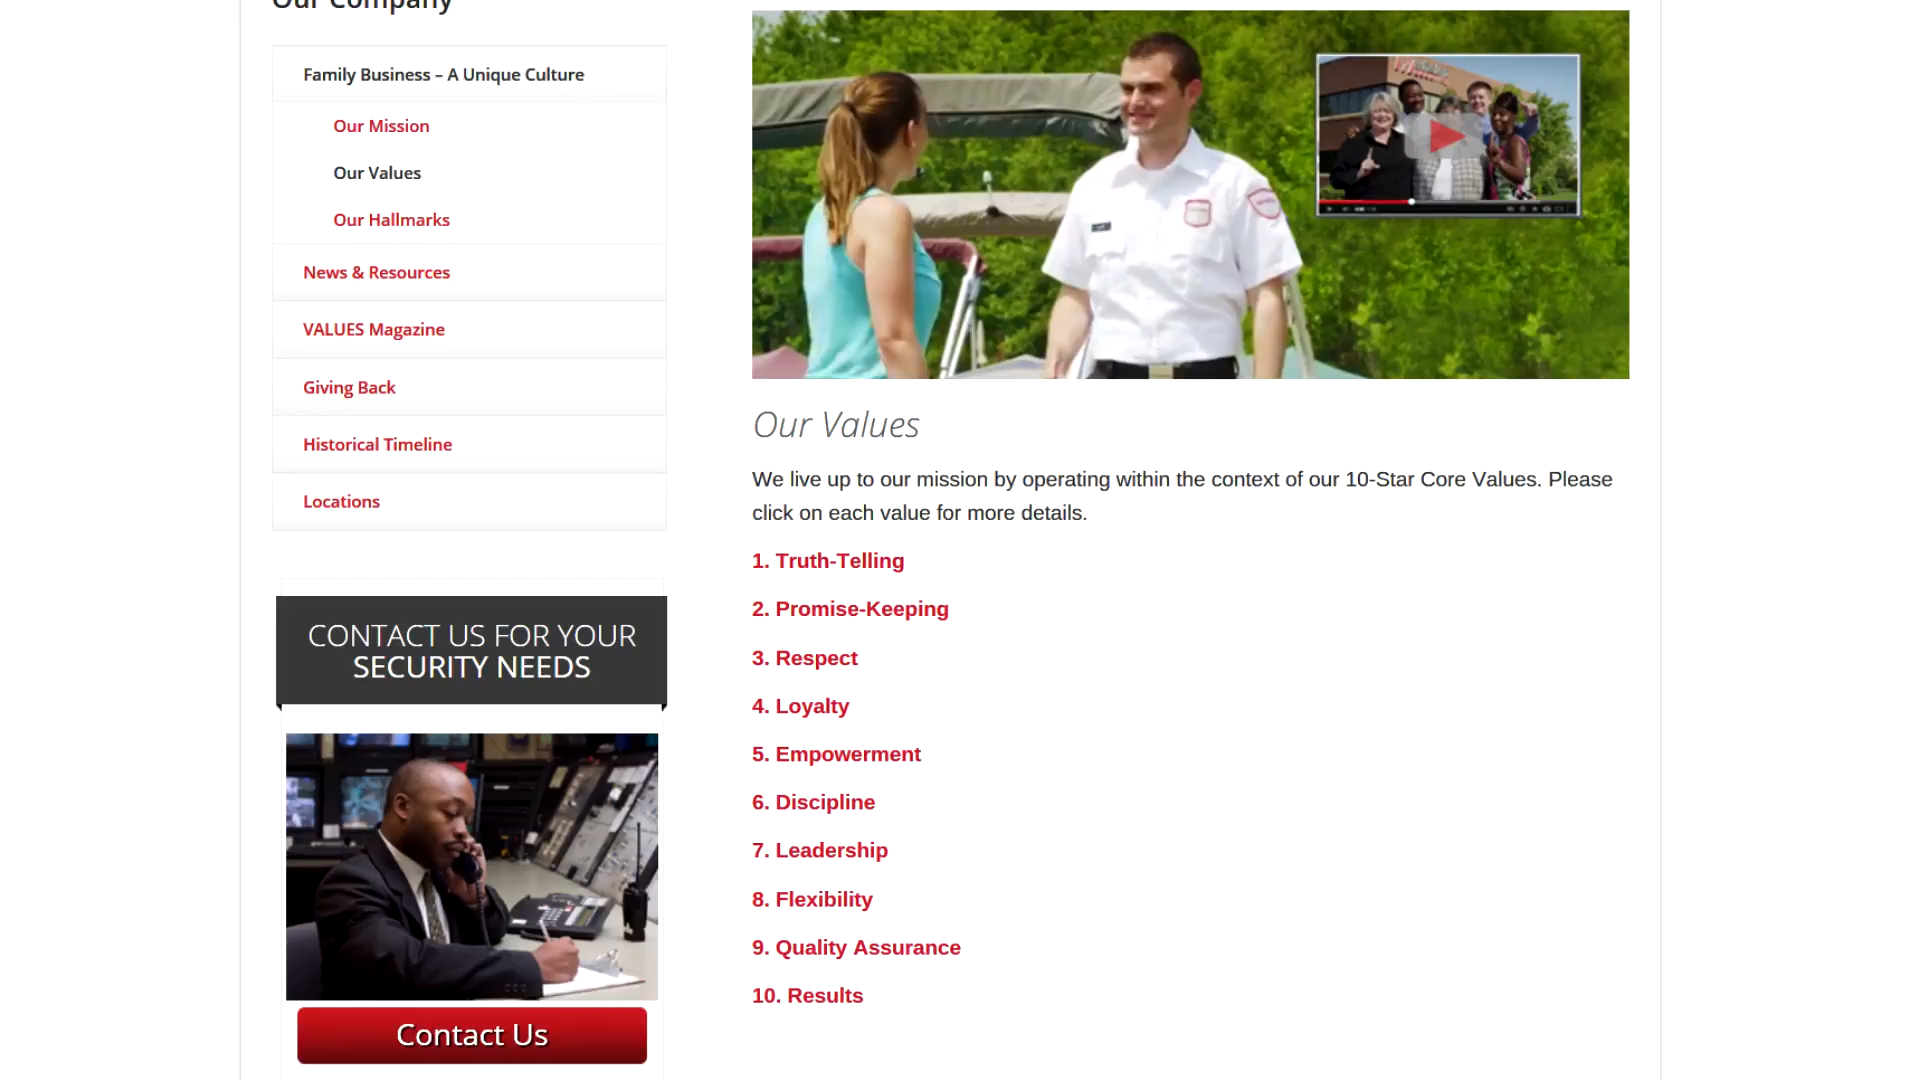 Our Company
Family Business – A Unique Culture
Our Mission
Our Values
Our Hallmarks
News & Resources
VALUES Magazine
Giving Back
Historical Timeline
Locations
CONTACT US FOR YOUR
SECURITY NEEDS
Contact Us
Our Values
We live up to our mission by operating within the context of our 10-Star Core Values. Please
click on each value for more details.
1. Truth-Telling
2. Promise-Keeping
3. Respect
4. Loyalty
5. Empowerment
6. Discipline
7. Leadership
8. Flexibility
9. Quality Assurance
10. Results